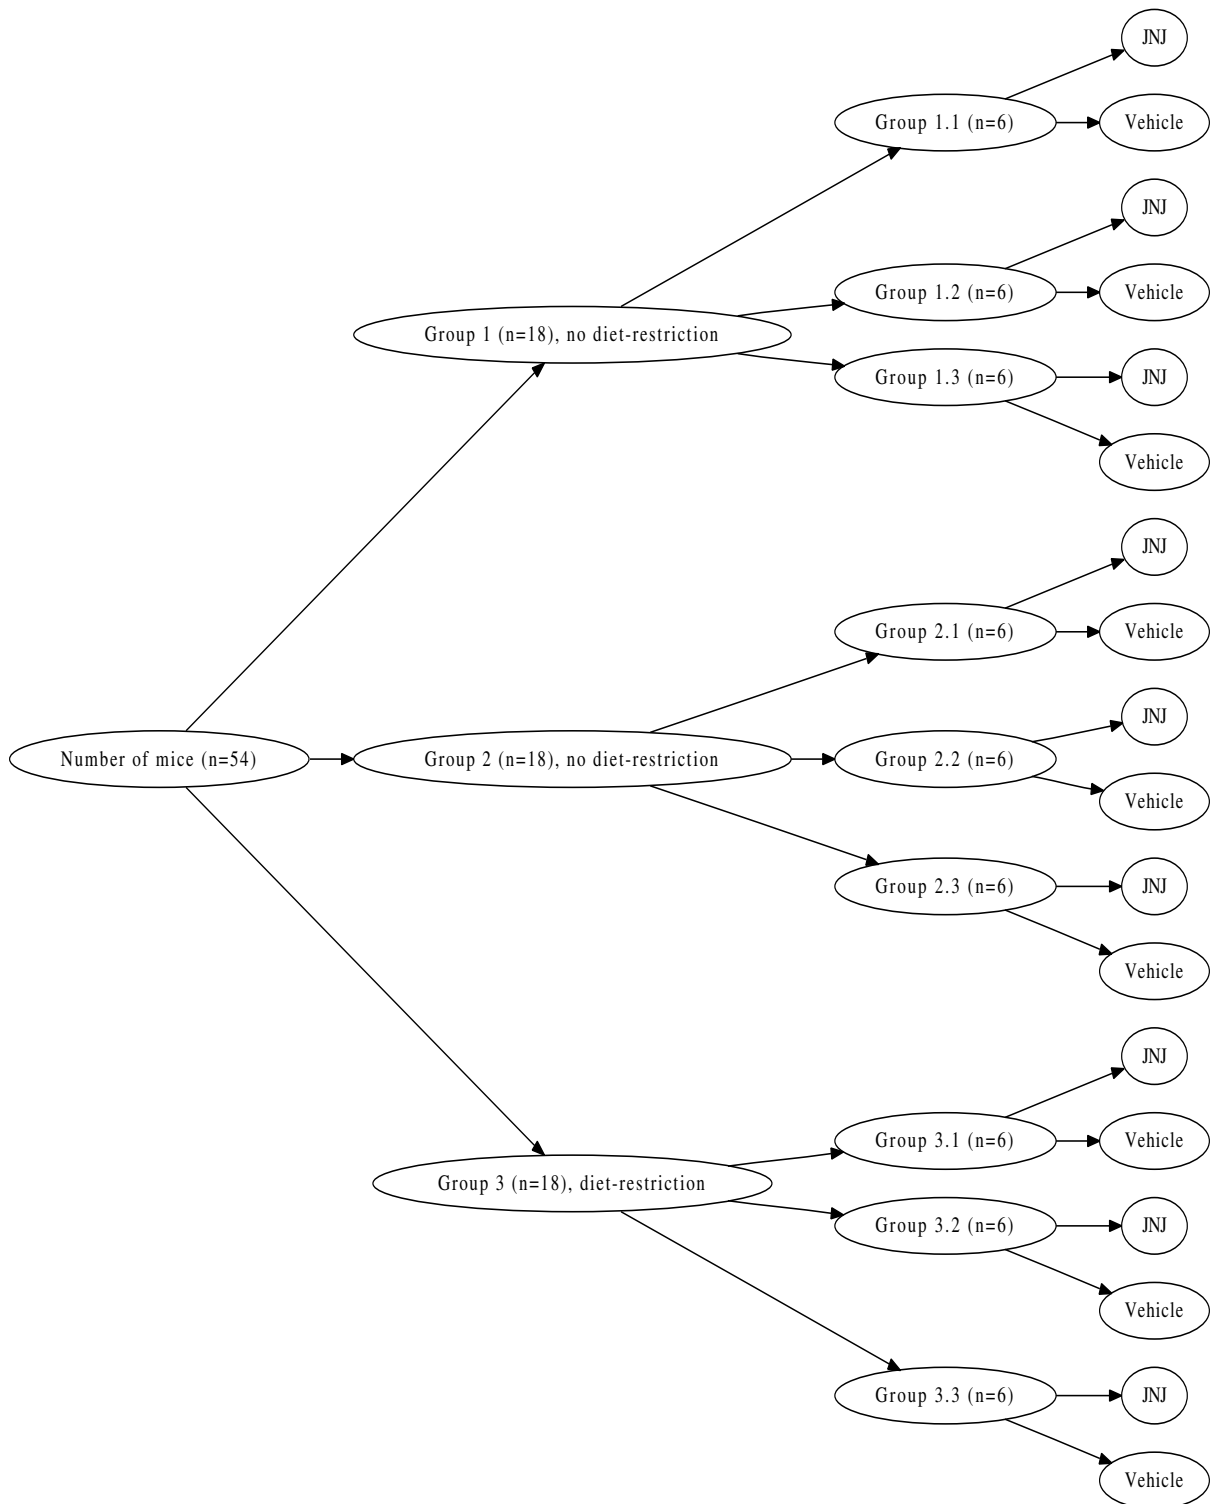 JNJ
Group 1.1 (n=6)
Vehicle
JNJ
Group 1.2 (n=6)
Vehicle
Group 1 (n=18), no diet-restriction
Group 1.3 (n=6)
JNJ
Vehicle
JNJ
Group 2.1 (n=6)
Vehicle
JNJ
Number of mice (n=54)
Group 2 (n=18), no diet-restriction
Group 2.2 (n=6)
Vehicle
Group 2.3 (n=6)
JNJ
Vehicle
JNJ
Group 3.1 (n=6)
Vehicle
Group 3 (n=18), diet-restriction
Group 3.2 (n=6)
JNJ
Vehicle
Group 3.3 (n=6)
JNJ
Vehicle